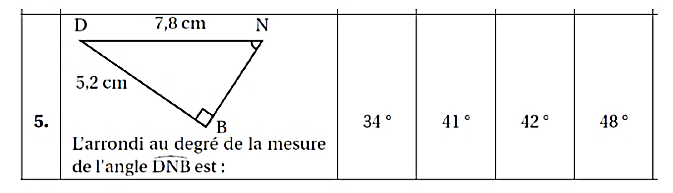 D 7,8 cm N
5,2 cm
B
5. 34 ° 41 ° 42 ° 48 °
L'arrondi au degré de la mesure
de l'angle DNB est :